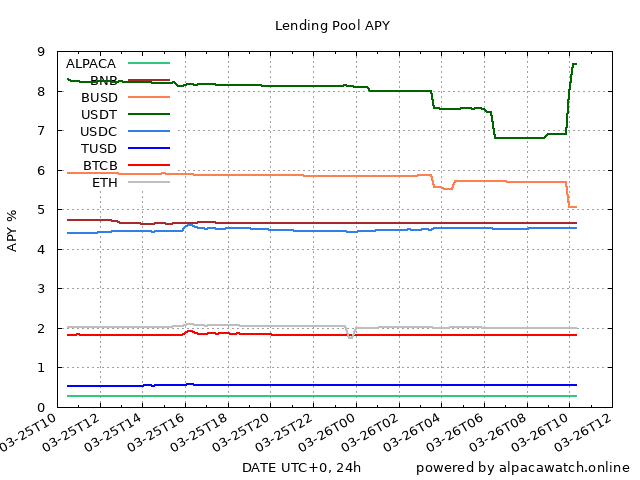 Lending Pool APY
APY %
9
8
7
6
5
4
3
2
1
0
ALPACA
BNB
BUSD
USDT
USDC
TUSD
BTCB
ETH
03-25T10
03-25T12
03-25T14
03-25T16
03-25T18
03-25T20
03-25T22
03-26T00
03-26T02
03-26T04
03-26T06
03-26T08
03-26T10
03-26T12
DATE UTC+0, 24h
powered by alpacawatch.online